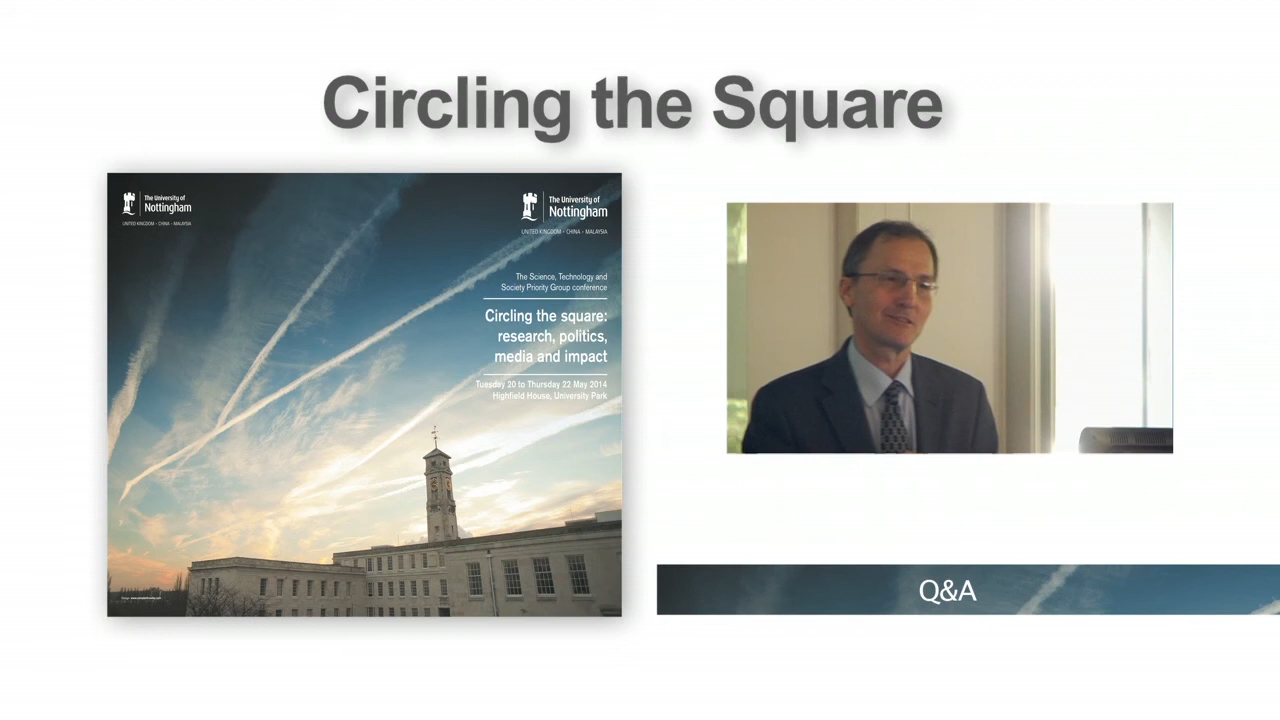 Circling the Square
The University of
Nottingham
UNITED KINGDOM · CHINA · MALAYSIA
The University of
Nottingham
UNITED KINGDOM · CHINA · MALAYSIA
The Science, Technology and
Society Priority Group conference
Circling the square:
research, politics,
media and impact
Tuesday 20 to Thursday 22 May 2014
Highfield House, University Park
Q&A